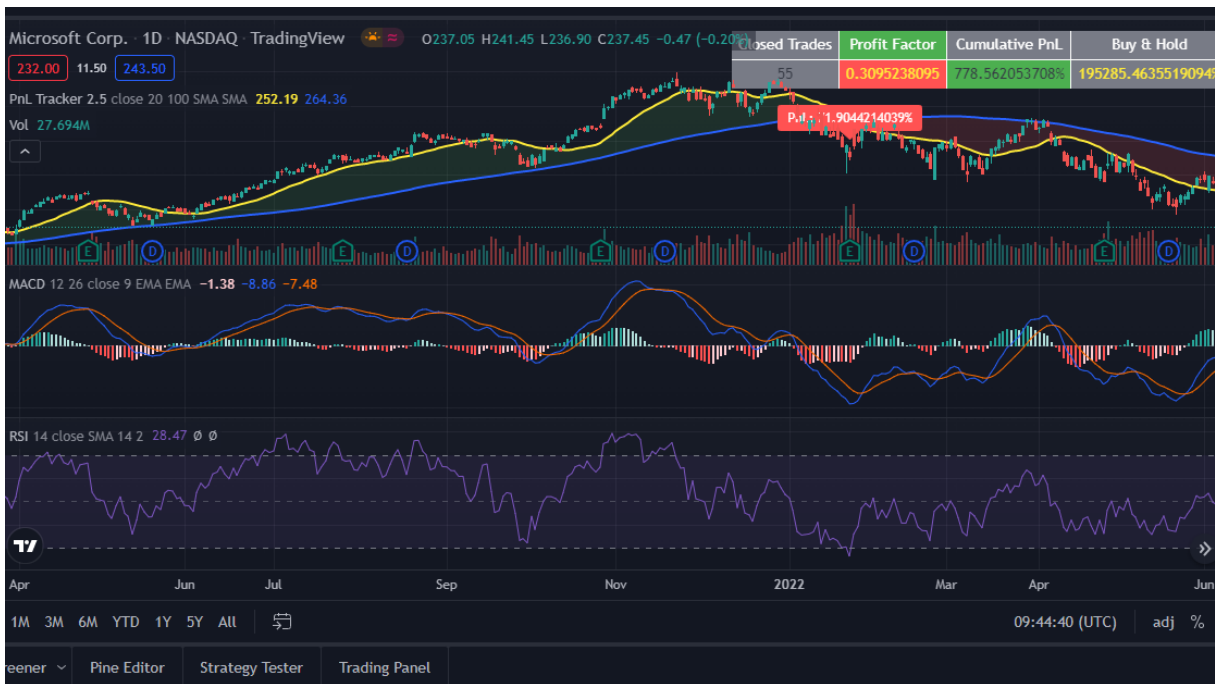 Microsoft Corp. · 1D · NASDAQ · TradingView O237.05 H241.45 L236.90 C237.45 −0.47 (−0.20%)
Closed Trades Profit Factor Cumulative PnL Buy & Hold
232.00 11.50 243.50
55 0.3095238095 778.562053708% 195285.4635519094%
PnL Tracker 2.5 close 20 100 SMA SMA 252.19 264.36
Vol 27.694M
E D E D E D E D E D
MACD 12 26 close 9 EMA EMA −1.38 −8.86 −7.48
RSI 14 close SMA 14 2 28.47 Ø Ø
Apr Jun Jul Sep Nov 2022 Mar Apr Jun
1M 3M 6M YTD 1Y 5Y All 09:44:40 (UTC) adj %
reener Pine Editor Strategy Tester Trading Panel